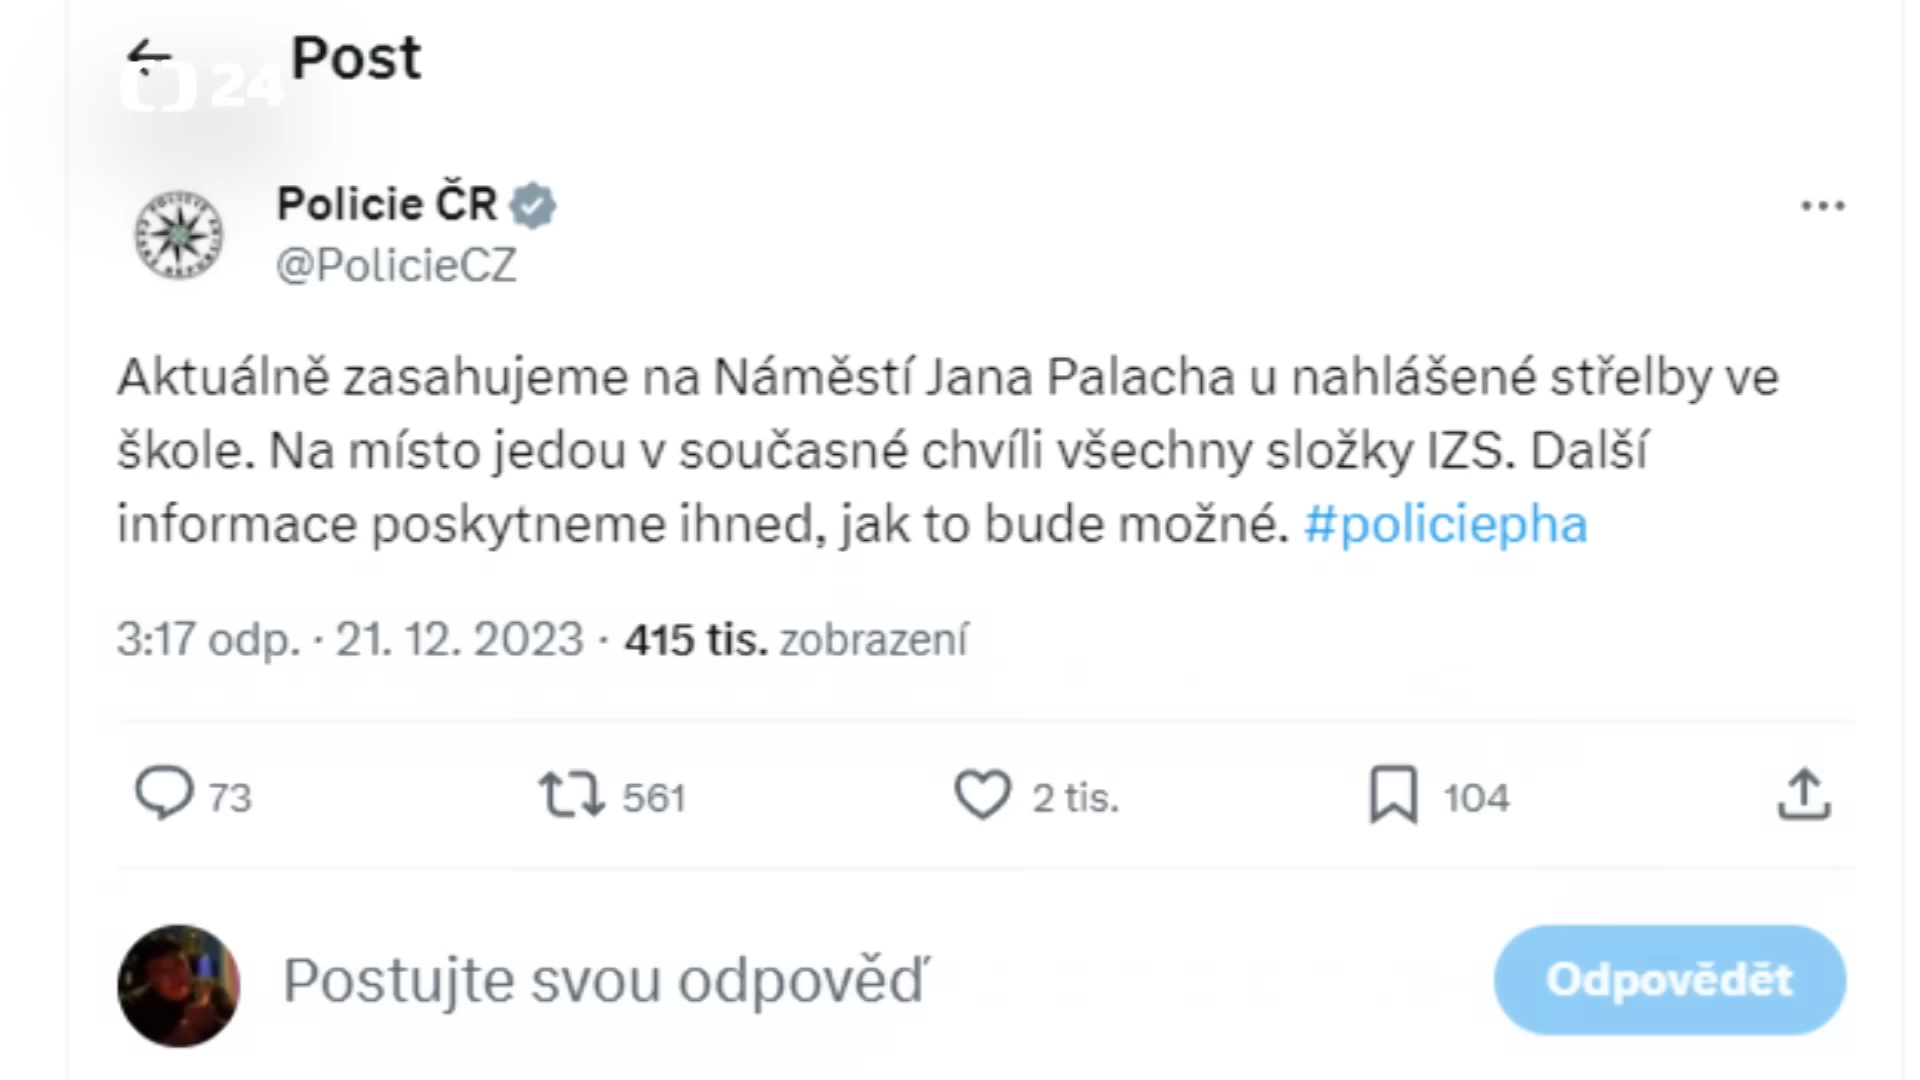 Post
24
Policie ČR
@PolicieCZ
Aktuálně zasahujeme na Náměstí Jana Palacha u nahlášené střelby ve
škole. Na místo jedou v současné chvíli všechny složky IZS. Další
informace poskytneme ihned, jak to bude možné. #policiepha
3:17 odp. · 21. 12. 2023 · 415 tis. zobrazení
73 561 2 tis. 104
Postujte svou odpověď
Odpovědět